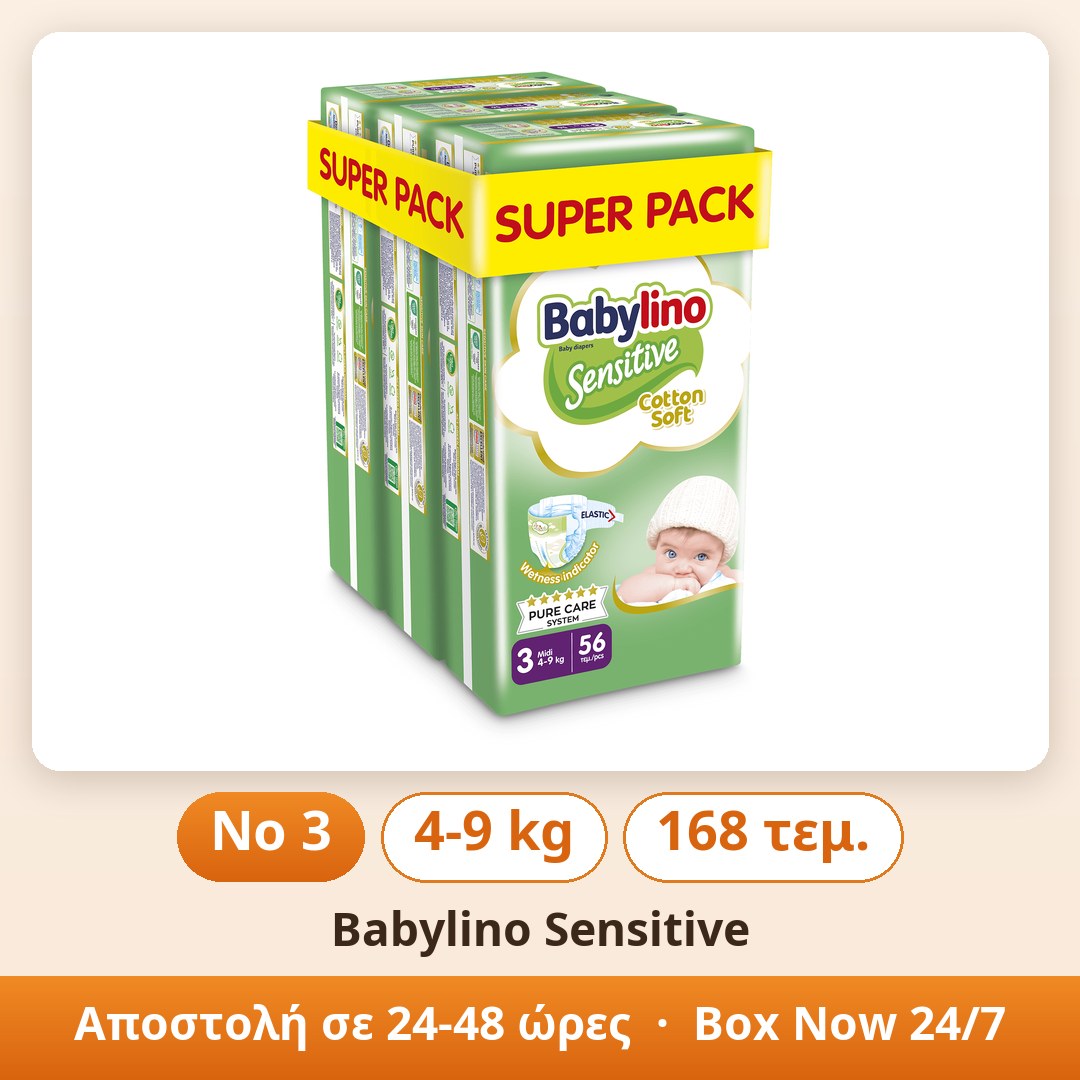 SUPER PACK
SUPER PACK
Babylino
Baby diapers
Sensitive
Cotton
Soft
ELASTIC
Wetness indicator
PURE CARE
SYSTEM
3 Midi 4-9 kg 56 τεμ./pcs
No 3 4-9 kg 168 τεμ.
Babylino Sensitive
Αποστολή σε 24-48 ώρες · Box Now 24/7